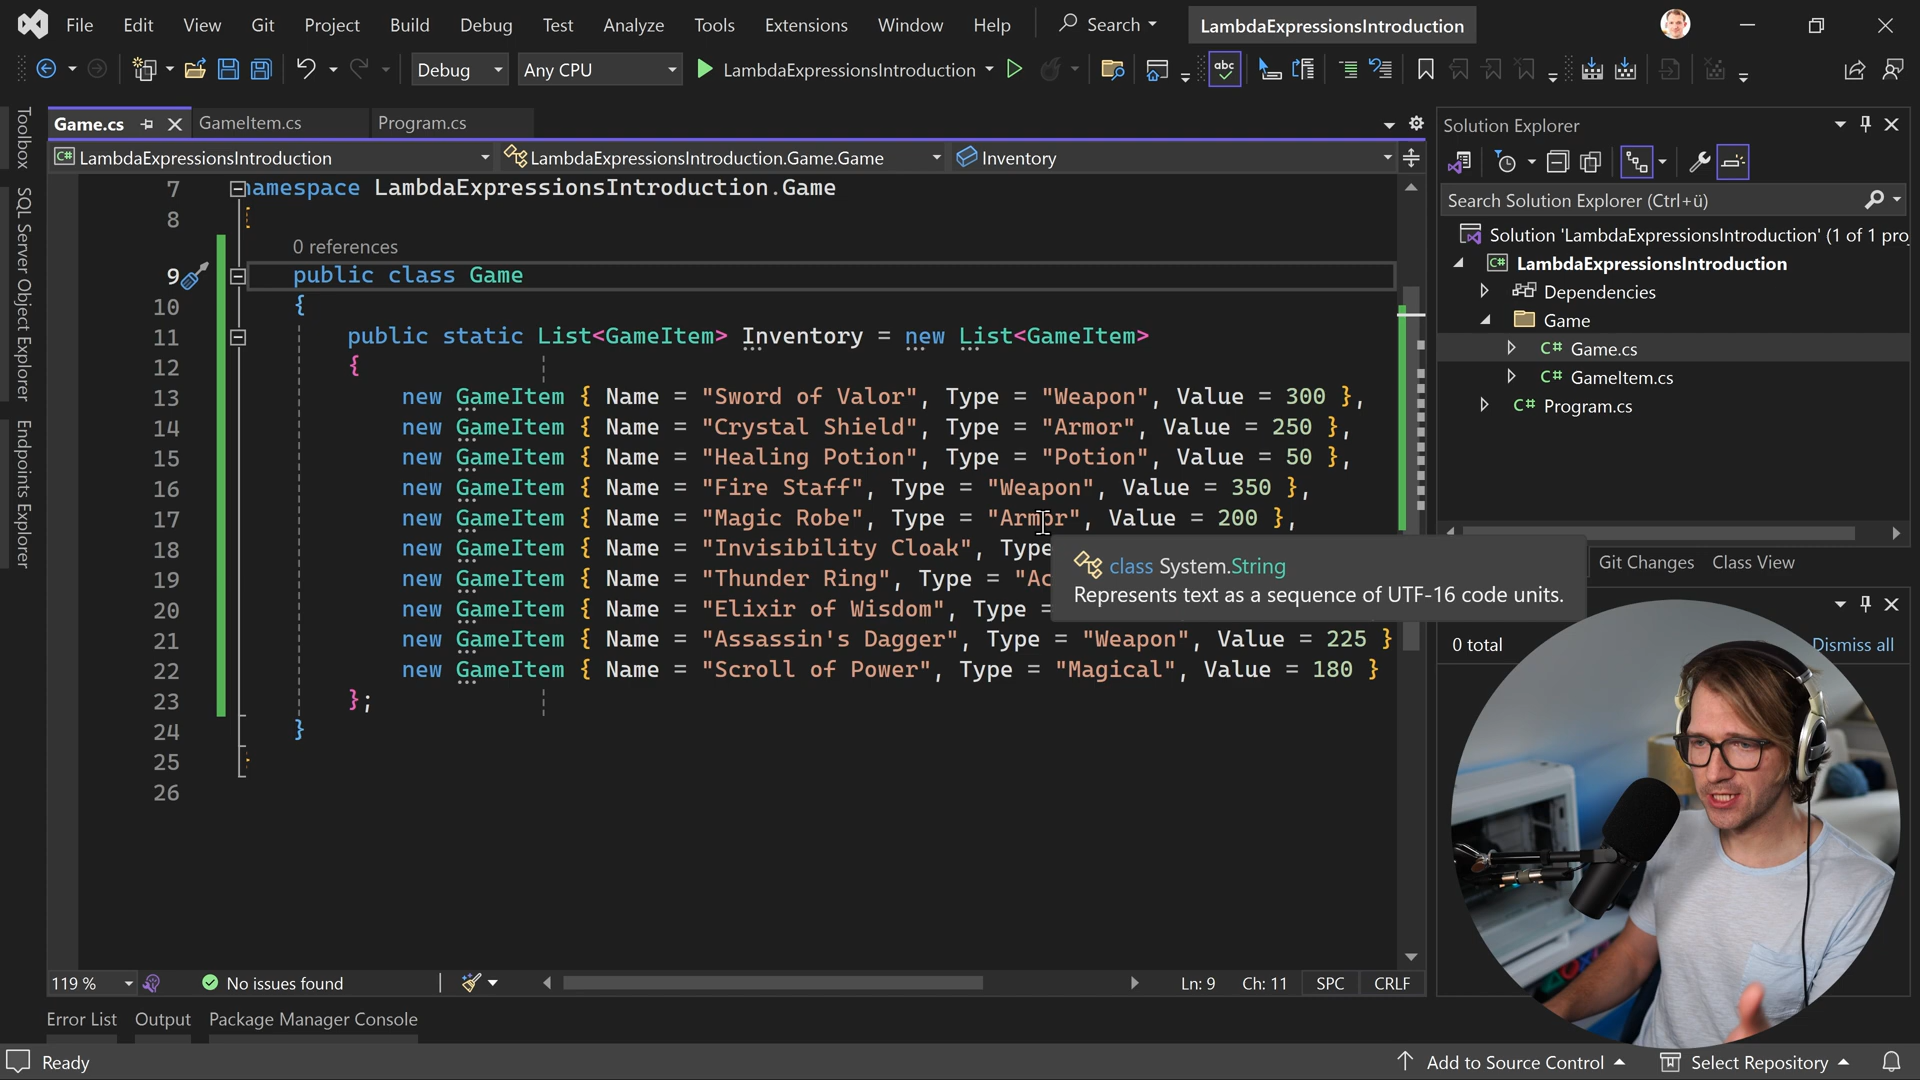 File Edit View Git Project Build Debug Test Analyze Tools Extensions Window Help Search LambdaExpressionsIntroduction
Debug Any CPU LambdaExpressionsIntroduction
Toolbox
SQL Server Object Explorer
Endpoints Explorer
Game.cs GameItem.cs Program.cs
LambdaExpressionsIntroduction LambdaExpressionsIntroduction.Game.Game Inventory
7 namespace LambdaExpressionsIntroduction.Game
8
0 references
9 public class Game
10 {
11 public static List<GameItem> Inventory = new List<GameItem>
12 {
13 new GameItem { Name = "Sword of Valor", Type = "Weapon", Value = 300 },
14 new GameItem { Name = "Crystal Shield", Type = "Armor", Value = 250 },
15 new GameItem { Name = "Healing Potion", Type = "Potion", Value = 50 },
16 new GameItem { Name = "Fire Staff", Type = "Weapon", Value = 350 },
17 new GameItem { Name = "Magic Robe", Type = "Armor", Value = 200 },
18 new GameItem { Name = "Invisibility Cloak", Type
19 new GameItem { Name = "Thunder Ring", Type = "Ac
20 new GameItem { Name = "Elixir of Wisdom", Type =
21 new GameItem { Name = "Assassin's Dagger", Type = "Weapon", Value = 225 }
22 new GameItem { Name = "Scroll of Power", Type = "Magical", Value = 180 }
23 };
24 }
25
26
class System.String
Represents text as a sequence of UTF-16 code units.
119 % No issues found Ln: 9 Ch: 11 SPC CRLF
Error List Output Package Manager Console
Solution Explorer
Search Solution Explorer (Ctrl+ü)
Solution 'LambdaExpressionsIntroduction' (1 of 1 proj
LambdaExpressionsIntroduction
Dependencies
Game
C# Game.cs
C# GameItem.cs
C# Program.cs
Git Changes Class View
0 total Dismiss all
Ready Add to Source Control Select Repository